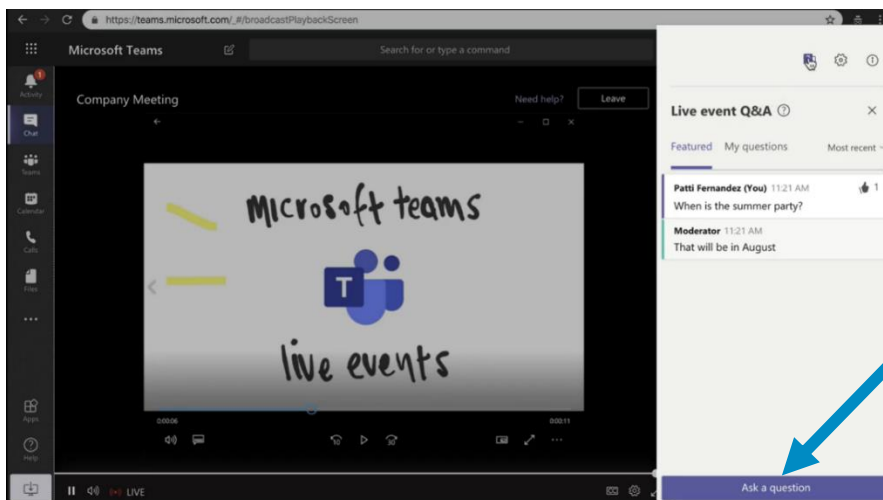 https://teams.microsoft.com/_#/broadcastPlaybackScreen
Microsoft Teams
Search for or type a command
1
Activity
Company Meeting
Need help?
Leave
Chat
Teams
Calendar
Calls
Files
Apps
Help
microsoft teams
T
live events
0:00:06
0:00:11
10
30
LIVE
Live event Q&A
Featured My questions Most recent
Patti Fernandez (You) 11:21 AM 1
When is the summer party?
Moderator 11:21 AM
That will be in August
Ask a question